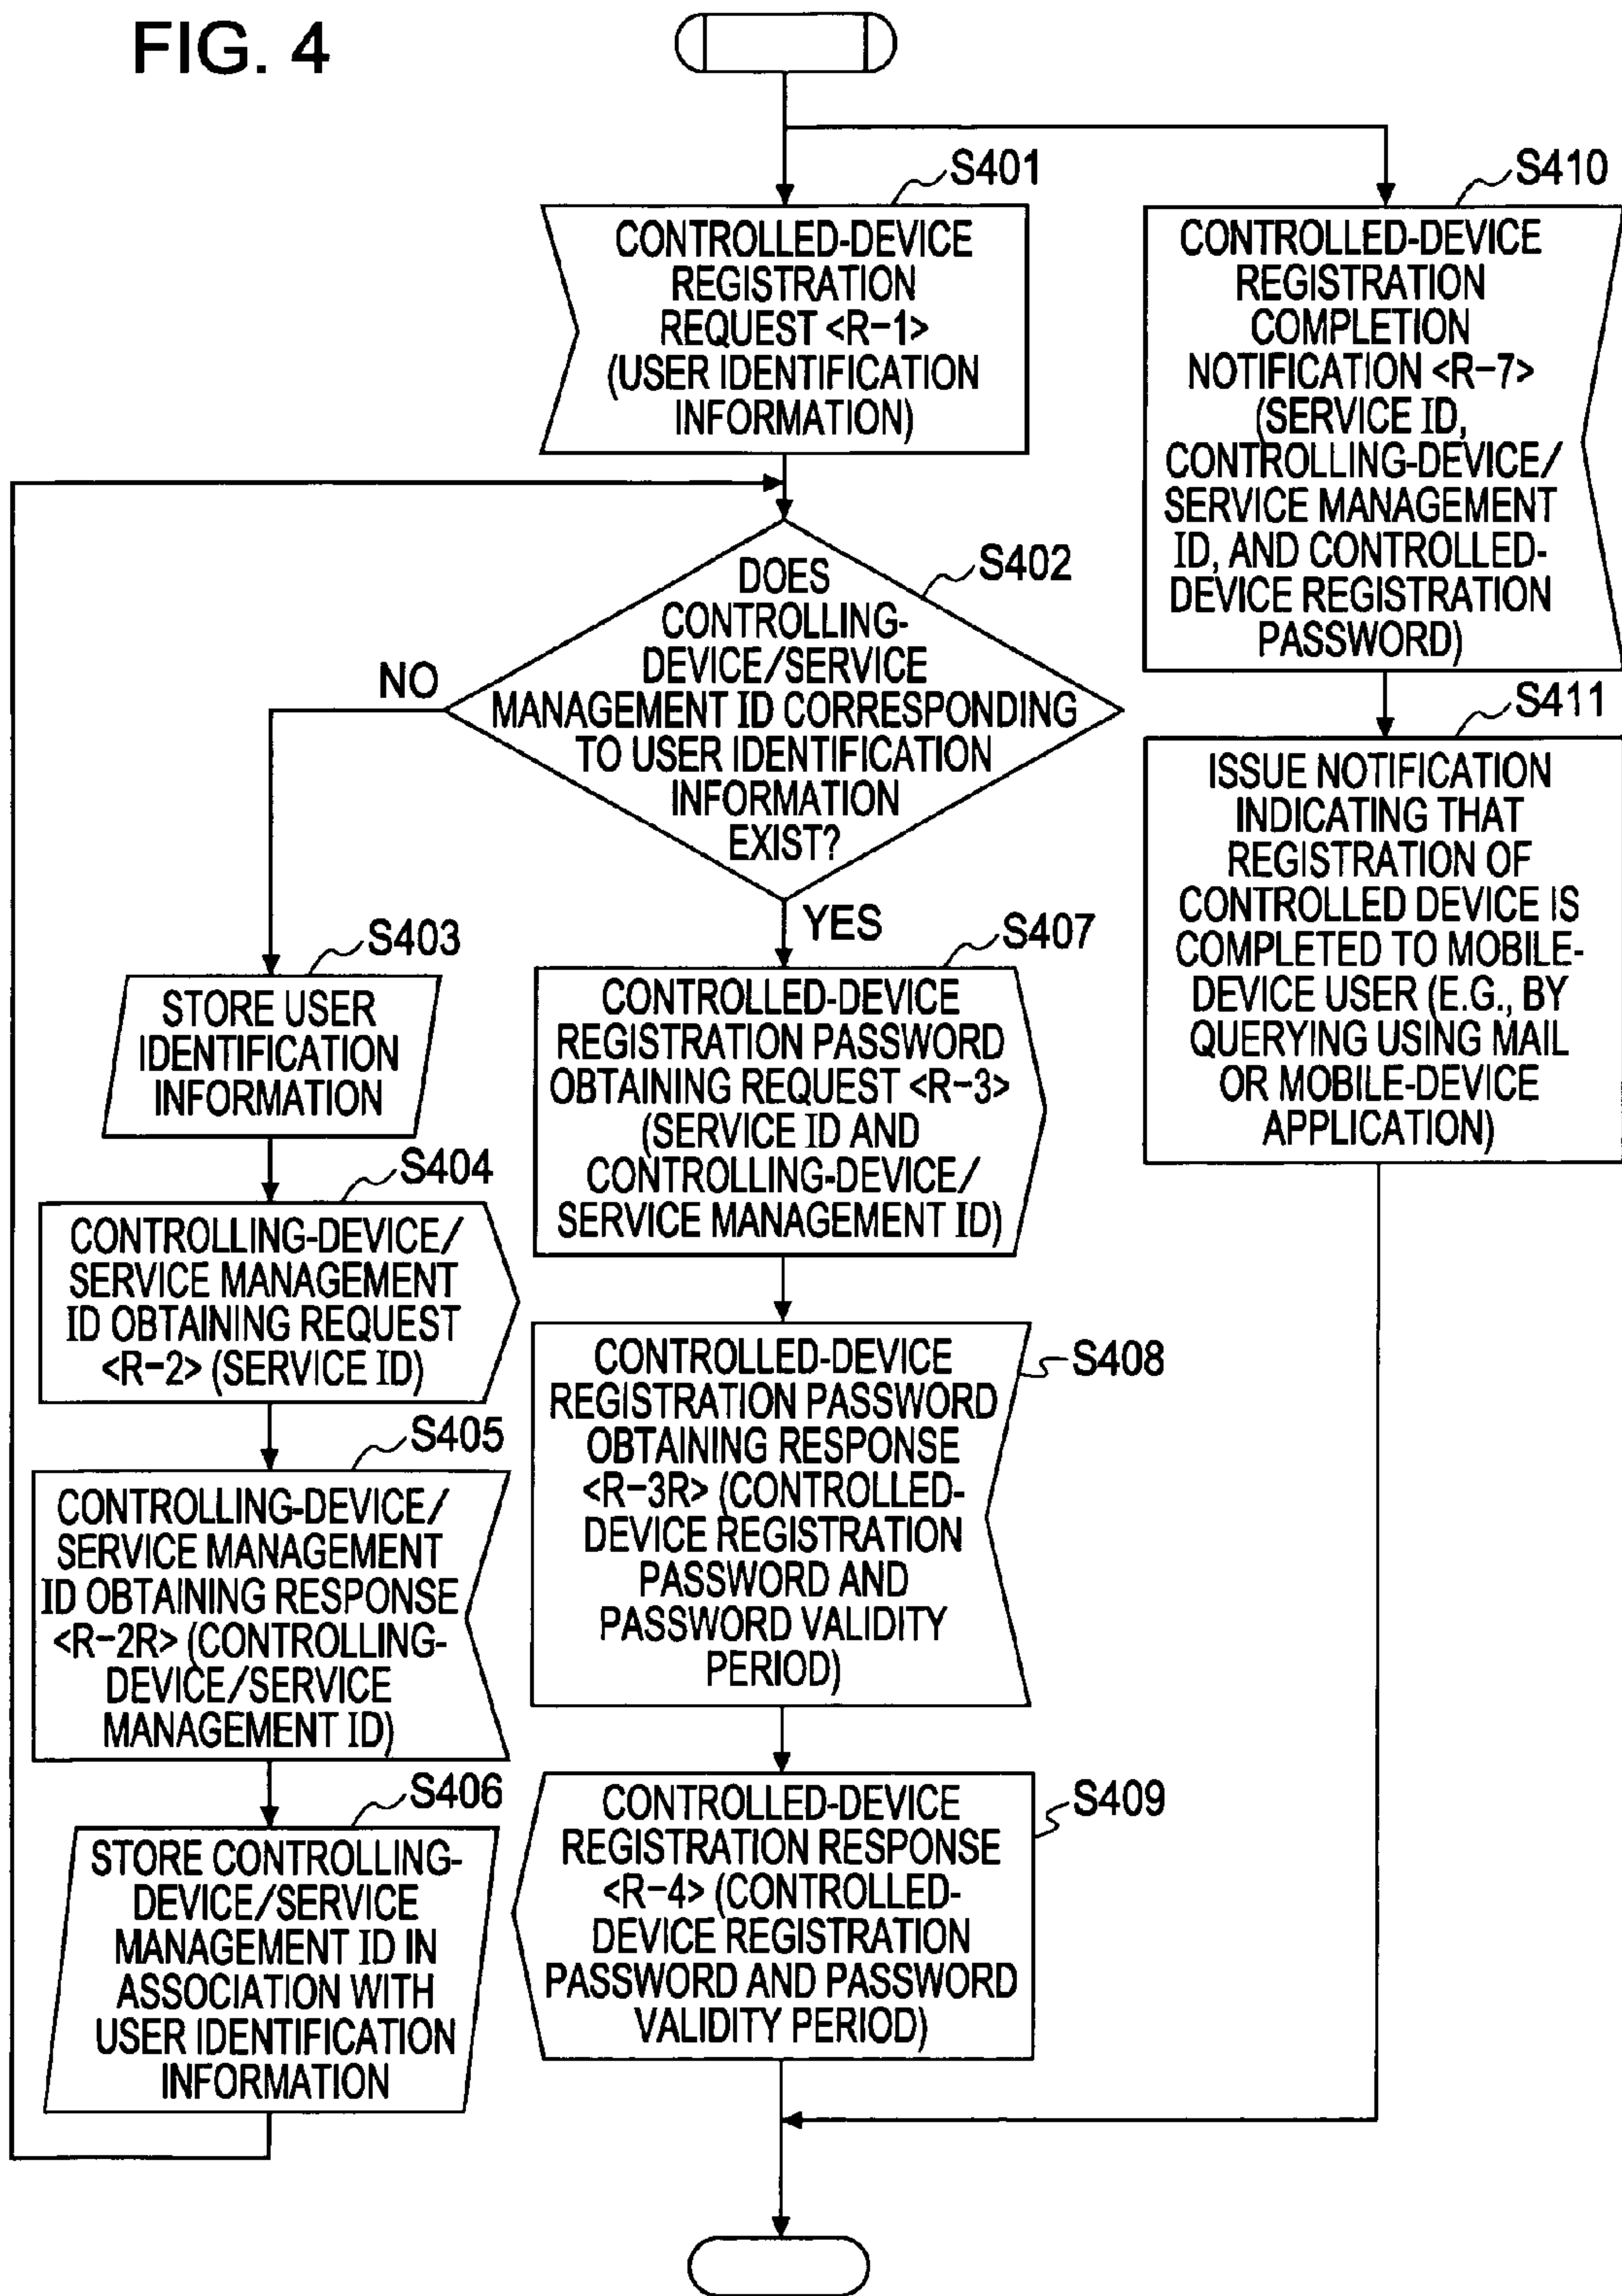 FIG. 4
S401
CONTROLLED-DEVICE
REGISTRATION
REQUEST <R-1>
(USER IDENTIFICATION
INFORMATION)
S402
DOES
CONTROLLING-
DEVICE/SERVICE
MANAGEMENT ID CORRESPONDING
TO USER IDENTIFICATION
INFORMATION
EXIST?
NO
YES
S403
STORE USER
IDENTIFICATION
INFORMATION
S404
CONTROLLING-DEVICE/
SERVICE MANAGEMENT
ID OBTAINING REQUEST
<R-2> (SERVICE ID)
S405
CONTROLLING-DEVICE/
SERVICE MANAGEMENT
ID OBTAINING RESPONSE
<R-2R> (CONTROLLING-
DEVICE/SERVICE
MANAGEMENT ID)
S406
STORE CONTROLLING-
DEVICE/SERVICE
MANAGEMENT ID IN
ASSOCIATION WITH
USER IDENTIFICATION
INFORMATION
S407
CONTROLLED-DEVICE
REGISTRATION PASSWORD
OBTAINING REQUEST <R-3>
(SERVICE ID AND
CONTROLLING-DEVICE/
SERVICE MANAGEMENT ID)
S408
CONTROLLED-DEVICE
REGISTRATION PASSWORD
OBTAINING RESPONSE
<R-3R> (CONTROLLED-
DEVICE REGISTRATION
PASSWORD AND
PASSWORD VALIDITY
PERIOD)
S409
CONTROLLED-DEVICE
REGISTRATION RESPONSE
<R-4> (CONTROLLED-
DEVICE REGISTRATION
PASSWORD AND PASSWORD
VALIDITY PERIOD)
S410
CONTROLLED-DEVICE
REGISTRATION
COMPLETION
NOTIFICATION <R-7>
(SERVICE ID,
CONTROLLING-DEVICE/
SERVICE MANAGEMENT
ID, AND CONTROLLED-
DEVICE REGISTRATION
PASSWORD)
S411
ISSUE NOTIFICATION
INDICATING THAT
REGISTRATION OF
CONTROLLED DEVICE IS
COMPLETED TO MOBILE-
DEVICE USER (E.G., BY
QUERYING USING MAIL
OR MOBILE-DEVICE
APPLICATION)